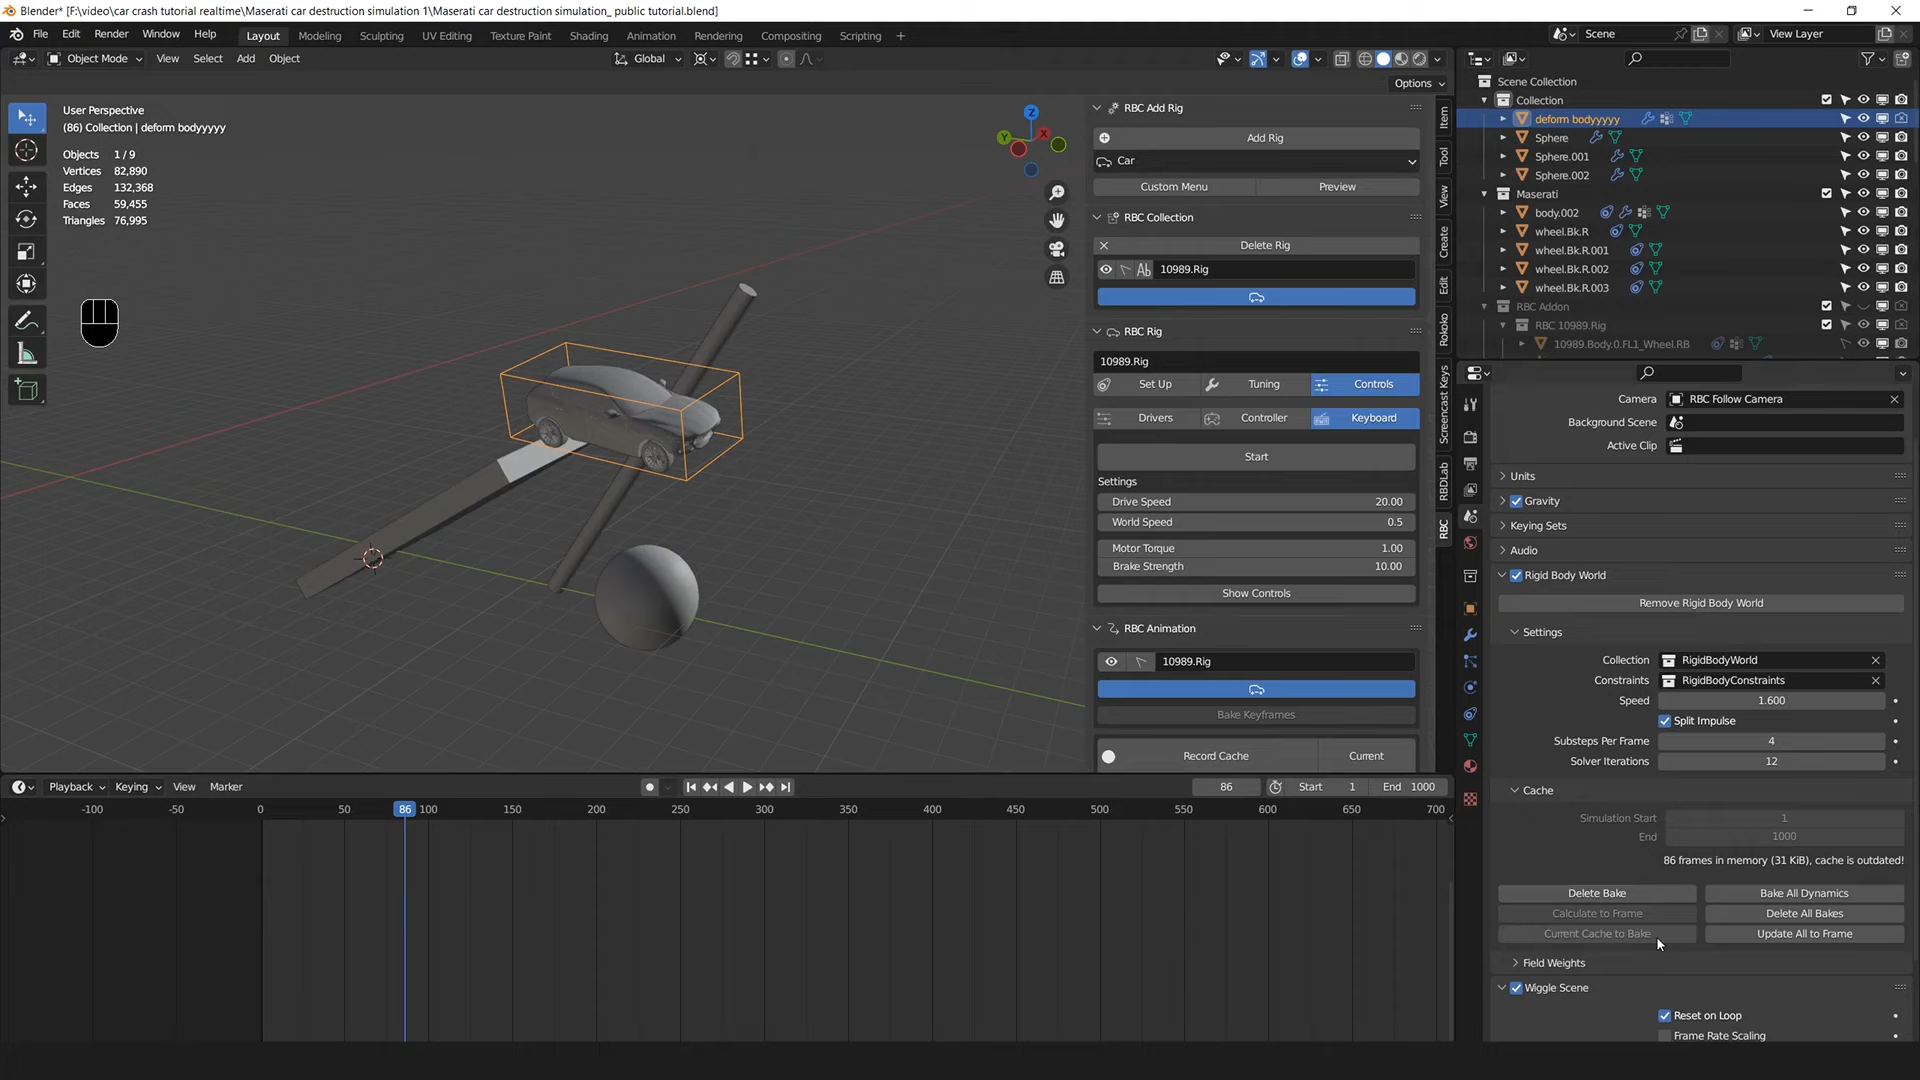 Blender* [F:\video\car crash tutorial realtime\Maserati car destruction simulation 1\Maserati car destruction simulation_ public tutorial.blend]
File Edit Render Window Help Layout Modeling Sculpting UV Editing Texture Paint Shading Animation Rendering Compositing Scripting + Scene View Layer
Object Mode View Select Add Object Global
Options
User Perspective
(86) Collection | deform bodyyyyy
Objects 1 / 9
Vertices 82,890
Edges 132,368
Faces 59,455
Triangles 76,995
Z
Y
X
RBC Add Rig
Add Rig
Car
Custom Menu Preview
RBC Collection
Delete Rig
Ab 10989.Rig
RBC Rig
10989.Rig
Set Up Tuning Controls
Drivers Controller Keyboard
Start
Settings
Drive Speed 20.00
World Speed 0.5
Motor Torque 1.00
Brake Strength 10.00
Show Controls
RBC Animation
10989.Rig
Bake Keyframes
Record Cache Current
Item
Tool
View
Create
Edit
Rokoko
Screencast Keys
RBDLab
RBC
Scene Collection
Collection
deform bodyyyyy
Sphere
Sphere.001
Sphere.002
Maserati
body.002
wheel.Bk.R
wheel.Bk.R.001
wheel.Bk.R.002
wheel.Bk.R.003
RBC Addon
RBC 10989.Rig
10989.Body.0.FL1_Wheel.RB
Camera RBC Follow Camera
Background Scene
Active Clip
Units
Gravity
Keying Sets
Audio
Rigid Body World
Remove Rigid Body World
Settings
Collection RigidBodyWorld
Constraints RigidBodyConstraints
Speed 1.600
Split Impulse
Substeps Per Frame 4
Solver Iterations 12
Cache
Simulation Start 1
End 1000
86 frames in memory (31 KiB), cache is outdated!
Delete Bake Bake All Dynamics
Calculate to Frame Delete All Bakes
Current Cache to Bake Update All to Frame
Field Weights
Wiggle Scene
Reset on Loop
Frame Rate Scaling
Playback Keying View Marker 86 Start 1 End 1000
-100 -50 0 50 86 100 150 200 250 300 350 400 450 500 550 600 650 700